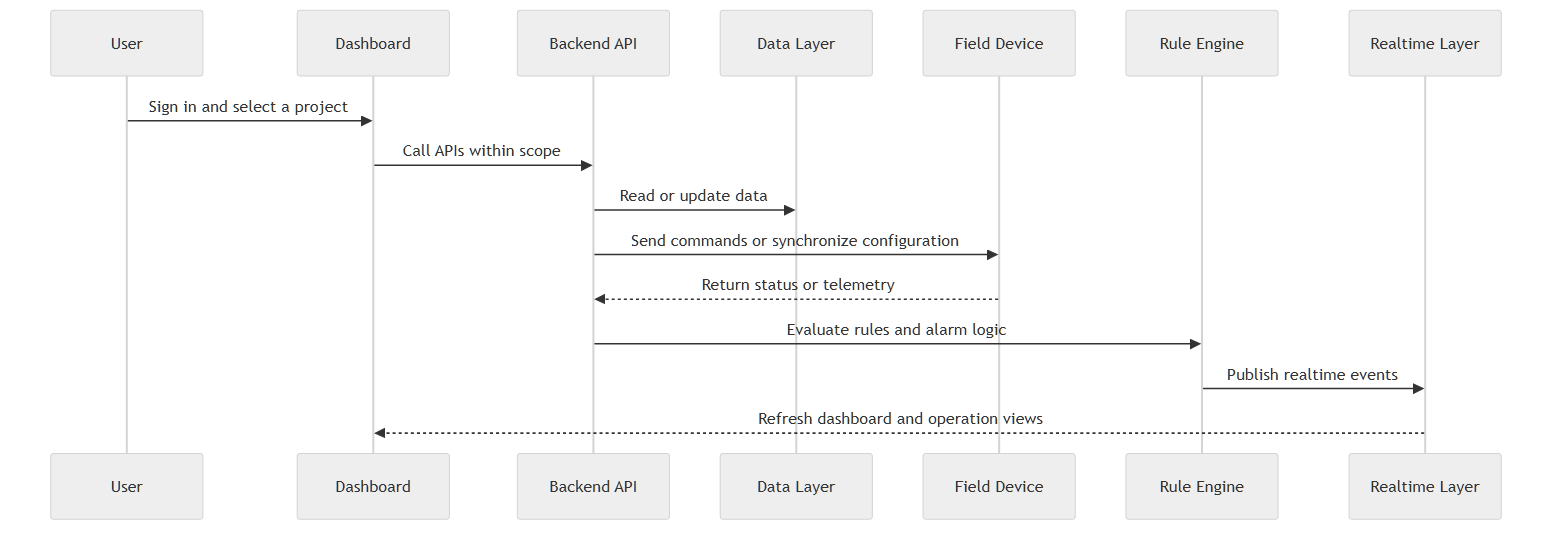 User
Dashboard
Backend API
Data Layer
Field Device
Rule Engine
Realtime Layer
Sign in and select a project
Call APIs within scope
Read or update data
Send commands or synchronize configuration
Return status or telemetry
Evaluate rules and alarm logic
Publish realtime events
Refresh dashboard and operation views
User
Dashboard
Backend API
Data Layer
Field Device
Rule Engine
Realtime Layer